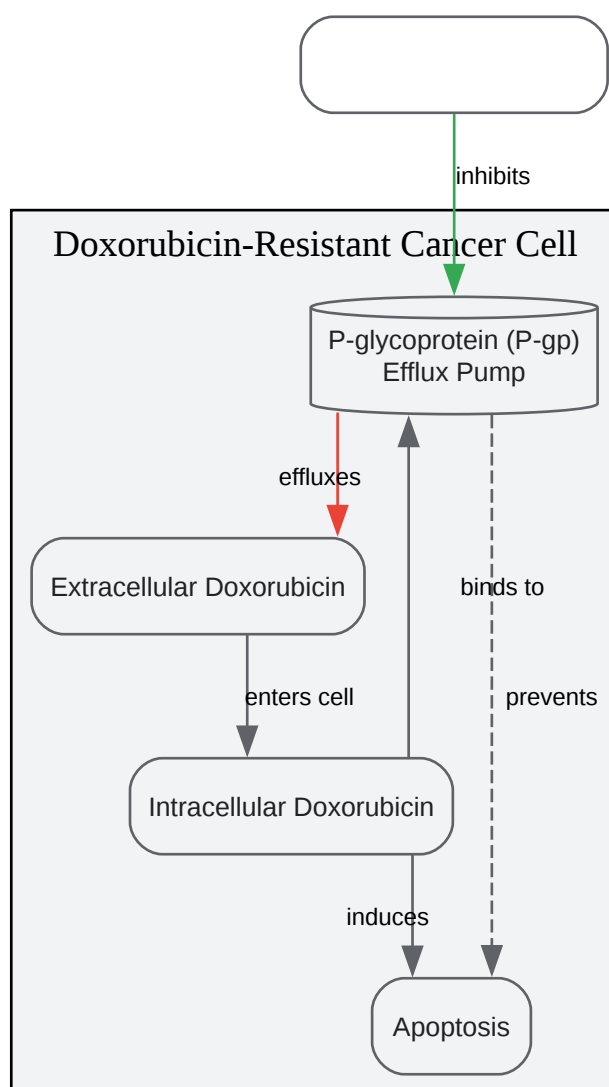 inhibits
Doxorubicin-Resistant Cancer Cell
P-glycoprotein (P-gp)
Efflux Pump
effluxes
Extracellular Doxorubicin
binds to
enters cell
prevents
Intracellular Doxorubicin
induces
Apoptosis